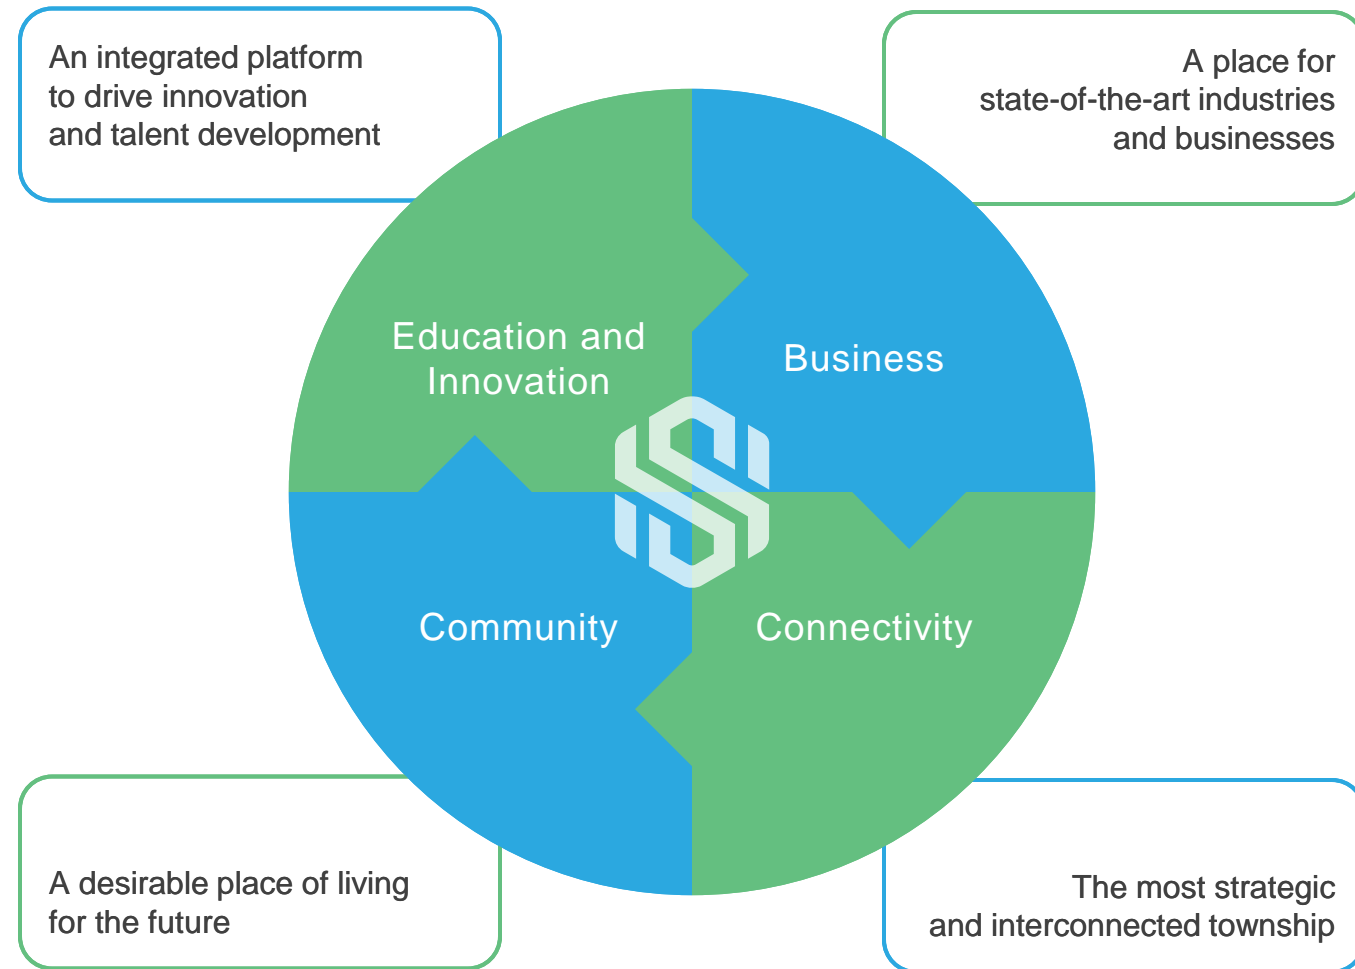 An integrated platform
to drive innovation
and talent development
A place for
state-of-the-art industries
and businesses
Education and
Innovation
Business
Community
Connectivity
A desirable place of living
for the future
The most strategic
and interconnected township